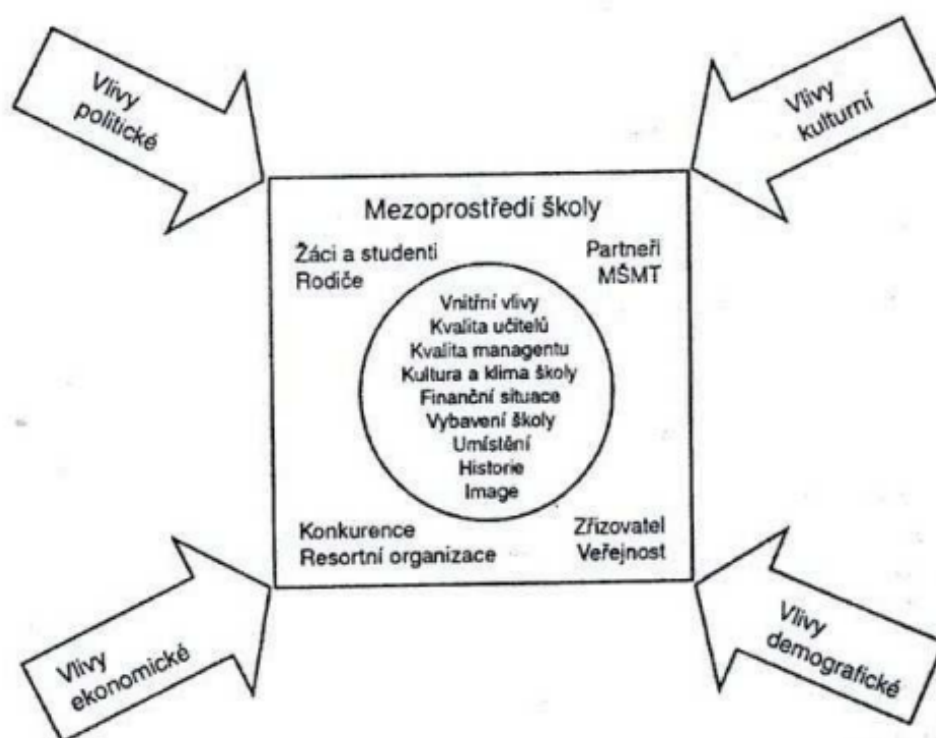 Vlivy
politické
Vlivy
kulturní
Mezoprostředí školy
Žáci a studenti
Rodiče
Partneři
MŠMT
Vnitřní vlivy
Kvalita učitelů
Kvalita managentu
Kultura a klima školy
Finanční situace
Vybavení školy
Umístění
Historie
Image
Konkurence
Resortní organizace
Zřizovatel
Veřejnost
Vlivy
ekonomické
Vlivy
demografické